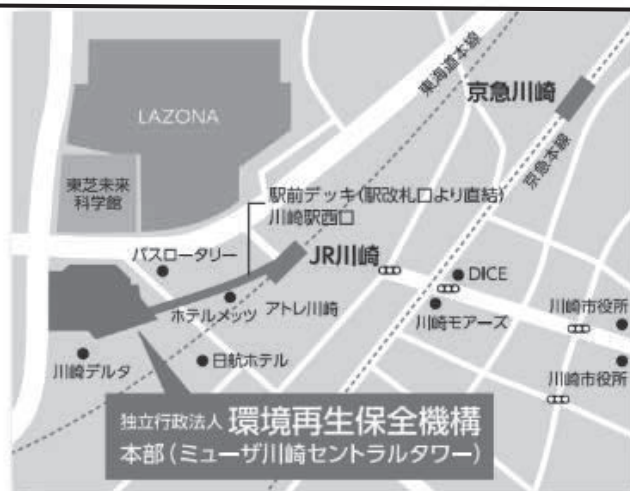 東海道本線
京急川崎
京急本線
LAZONA
東芝未来
科学館
駅前デッキ(駅改札口より直結)
川崎駅西口
バスロータリー
JR川崎
DICE
ホテルメッツ
アトレ川崎
川崎モアーズ
川崎市役所
川崎デルタ
日航ホテル
川崎市役所
独立行政法人 環境再生保全機構
本部(ミューザ川崎セントラルタワー)